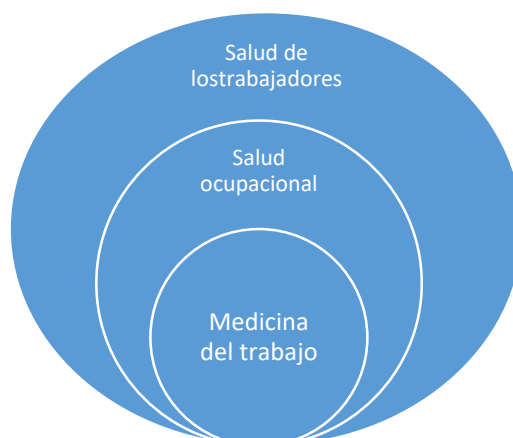 Salud de
lostrabajadores
Salud
ocupacional
Medicina
del trabajo